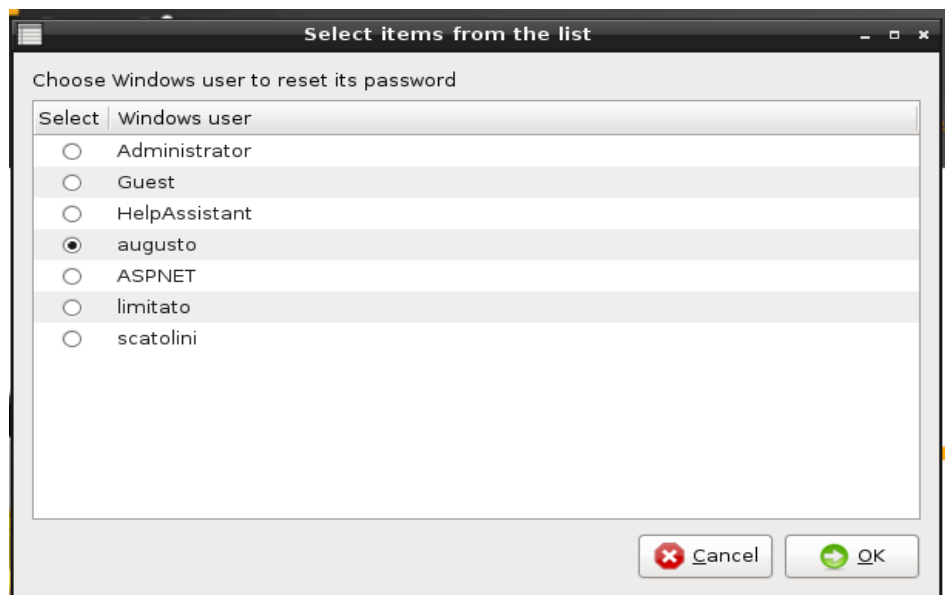 Select items from the list
Choose Windows user to reset its password
Select Windows user
Administrator
Guest
HelpAssistant
augusto
ASPNET
limitato
scatolini
Cancel OK